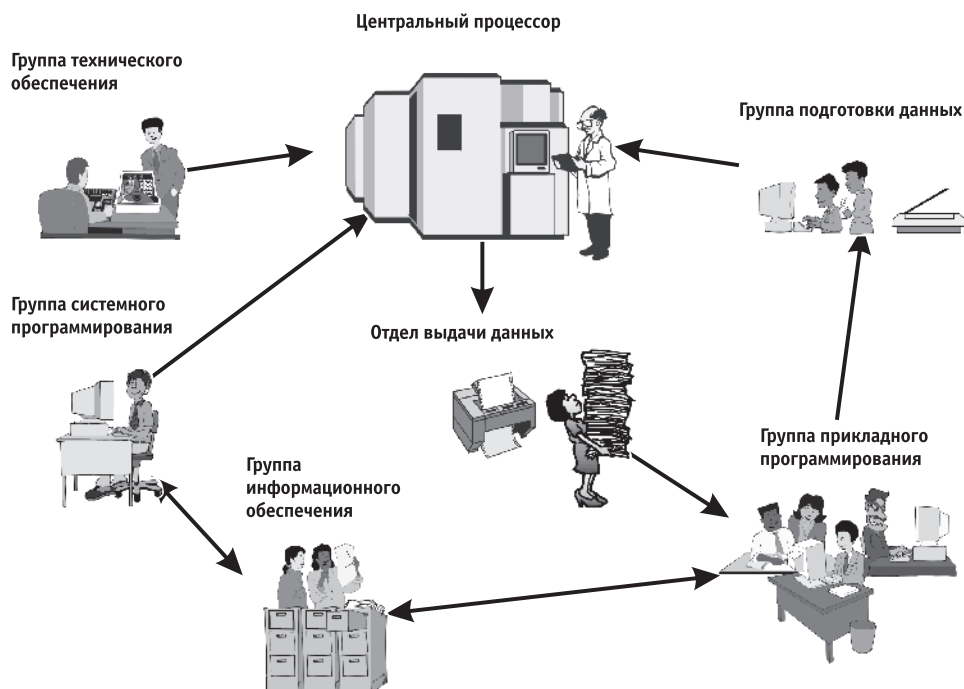 Центральный процессор
Группа технического
обеспечения
Группа подготовки данных
Группа системного
программирования
Отдел выдачи данных
Группа прикладного
программирования
Группа
информационного
обеспечения